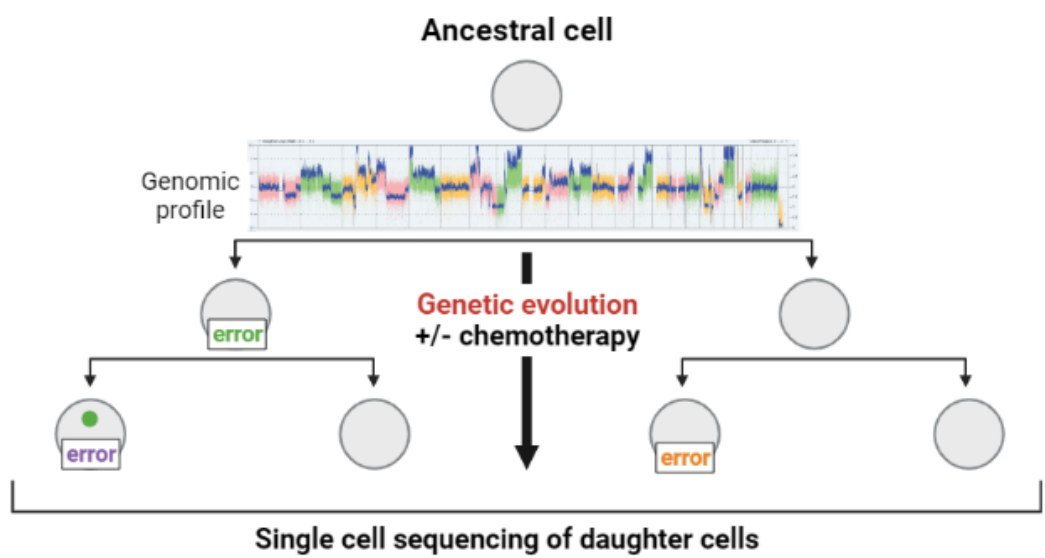 Ancestral cell
Genomic
profile
error
Genetic evolution
+/- chemotherapy
error
error
Single cell sequencing of daughter cells